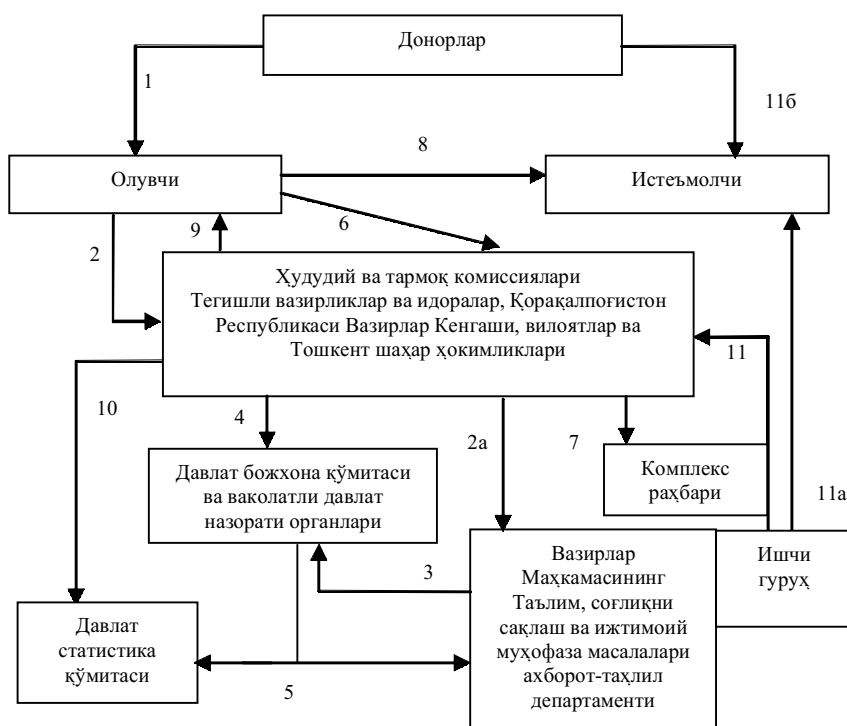 Донорлар
1
11б
8
Олувчи
Истеъмолчи
2
9
6
Ҳудудий ва тармоқ комиссиялари
Тегишли вазирликлар ва идоралар, Қорақалпоғистон
Республикаси Вазирлар Кенгаши, вилоятлар ва
Тошкент шаҳар ҳокимликлари
11
10
4
2а
7
Давлат божхона қўмитаси
ва ваколатли давлат
назорати органлари
Комплекс
раҳбари
11а
3
Вазирлар
Маҳкамасининг
Таълим, соғлиқни
сақлаш ва ижтимоий
муҳофаза масалалари
ахборот-таҳлил
департаменти
Ишчи
гуруҳ
Давлат
статистика
қўмитаси
5